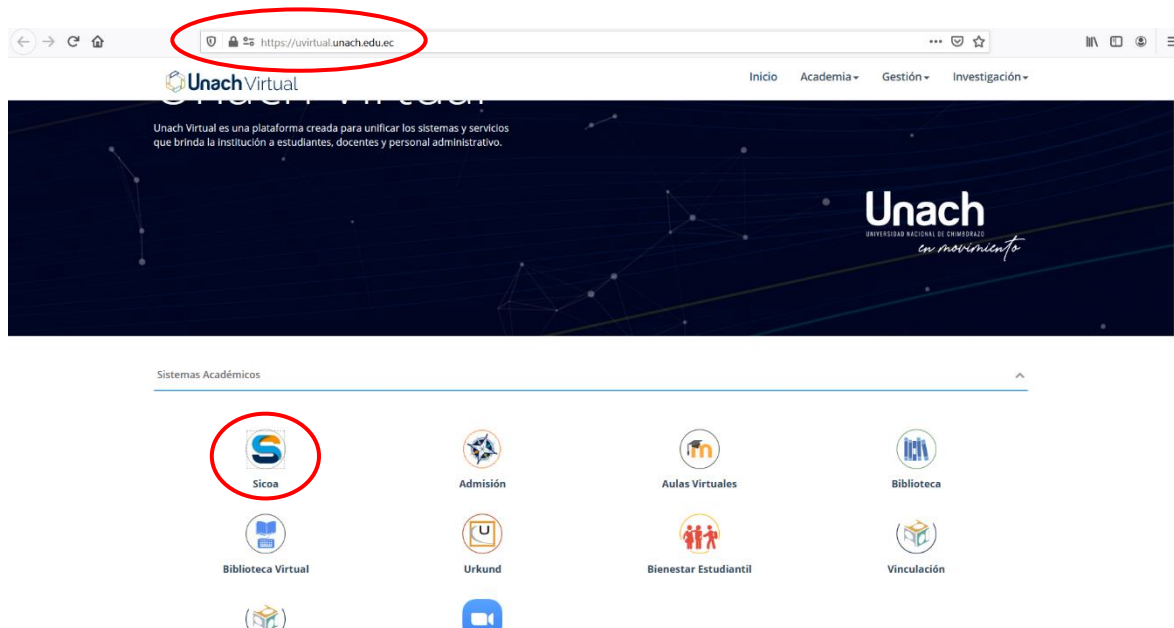 https://uvirtual.unach.edu.ec
Unach Virtual
Inicio Academia Gestión Investigación
Unach Virtual
Unach Virtual es una plataforma creada para unificar los sistemas y servicios
que brinda la institución a estudiantes, docentes y personal administrativo.
Unach
UNIVERSIDAD NACIONAL DE CHIMBORAZO
en movimiento
Sistemas Académicos
Sicoa Admisión Aulas Virtuales Biblioteca
Biblioteca Virtual Urkund Bienestar Estudiantil Vinculación